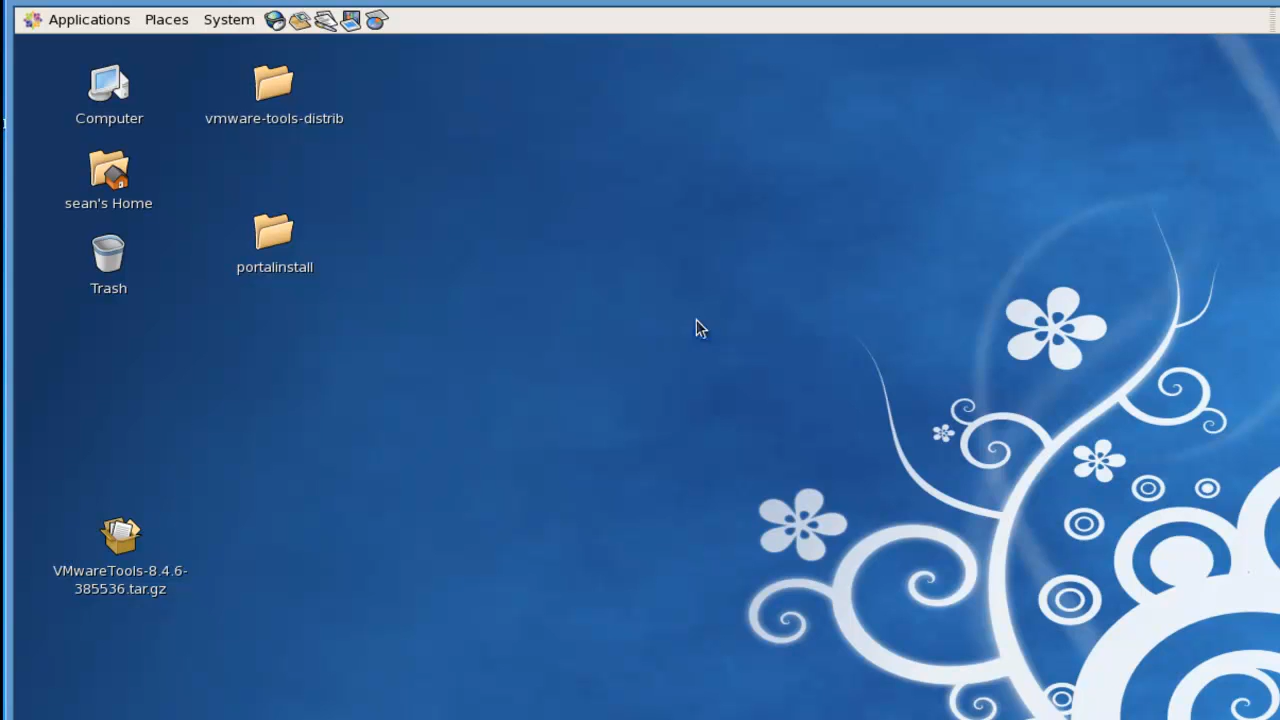 Applications Places System
Computer
vmware-tools-distrib
sean's Home
portalinstall
Trash
VMwareTools-8.4.6-
385536.tar.gz